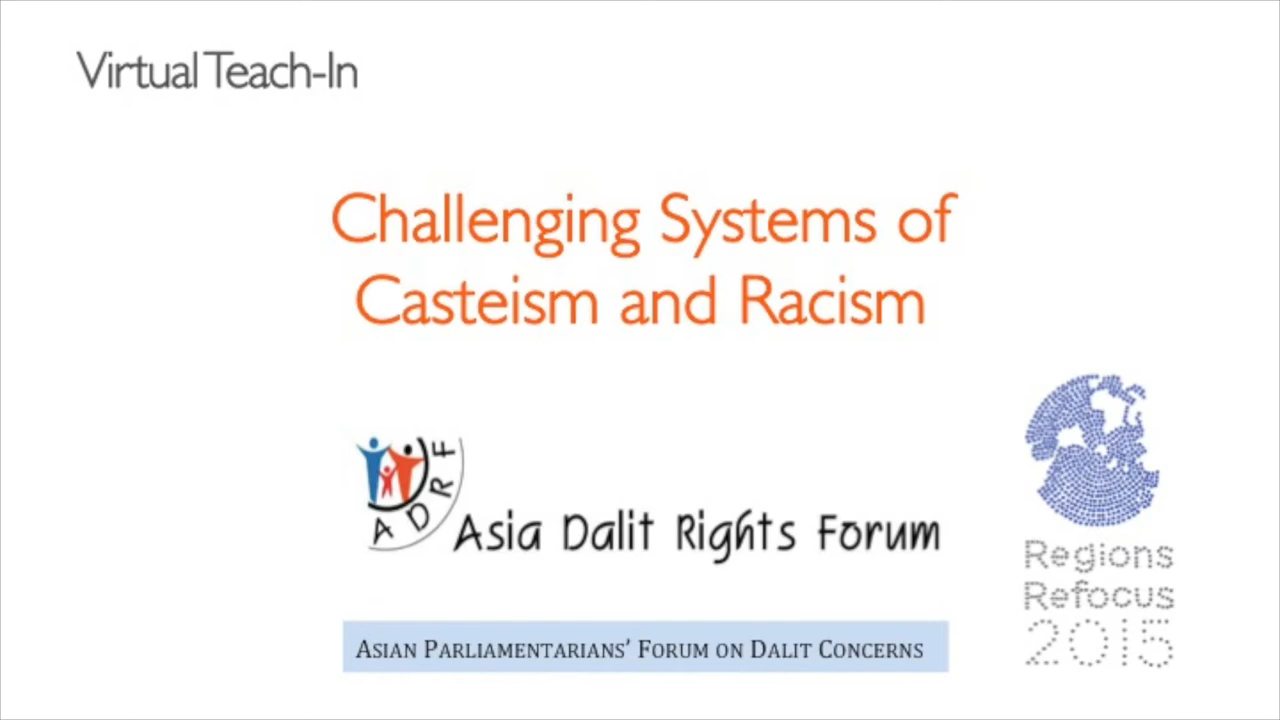 Virtual Teach-In
Challenging Systems of
Casteism and Racism
ADRF
Asia Dalit Rights Forum
ASIAN PARLIAMENTARIANS' FORUM ON DALIT CONCERNS
Regions
Refocus
2015